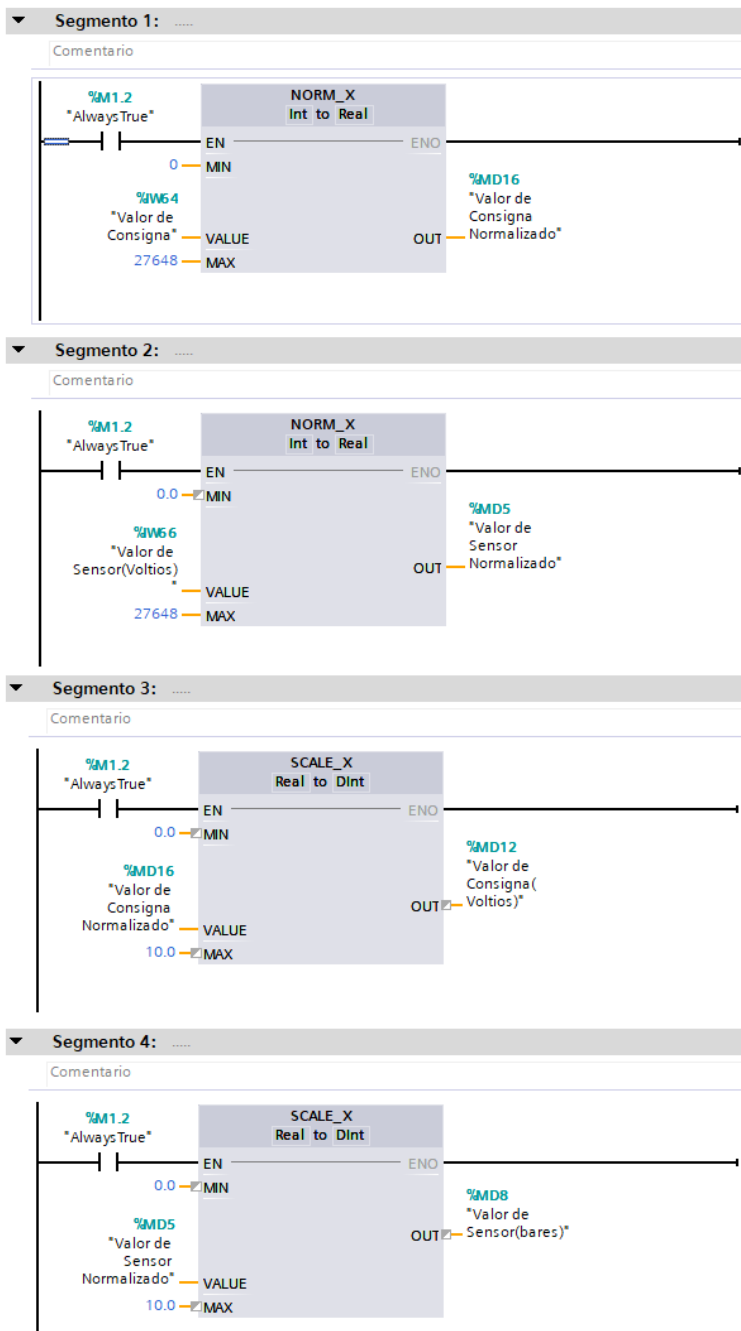 Segmento 1: .....
Comentario
%M1.2
"AlwaysTrue"
NORM_X
Int to Real
EN
ENO
0
MIN
%IW64
"Valor de
Consigna"
VALUE
27648
MAX
%MD16
"Valor de
Consigna
Normalizado"
OUT
Segmento 2: .....
Comentario
%M1.2
"AlwaysTrue"
NORM_X
Int to Real
EN
ENO
0.0
MIN
%IW66
"Valor de
Sensor(Voltios)
"
VALUE
27648
MAX
%MD5
"Valor de
Sensor
Normalizado"
OUT
Segmento 3: .....
Comentario
%M1.2
"AlwaysTrue"
SCALE_X
Real to DInt
EN
ENO
0.0
MIN
%MD16
"Valor de
Consigna
Normalizado"
VALUE
10.0
MAX
%MD12
"Valor de
Consigna(
Voltios)"
OUT
Segmento 4: .....
Comentario
%M1.2
"AlwaysTrue"
SCALE_X
Real to DInt
EN
ENO
0.0
MIN
%MD5
"Valor de
Sensor
Normalizado"
VALUE
10.0
MAX
%MD8
"Valor de
Sensor(bares)"
OUT